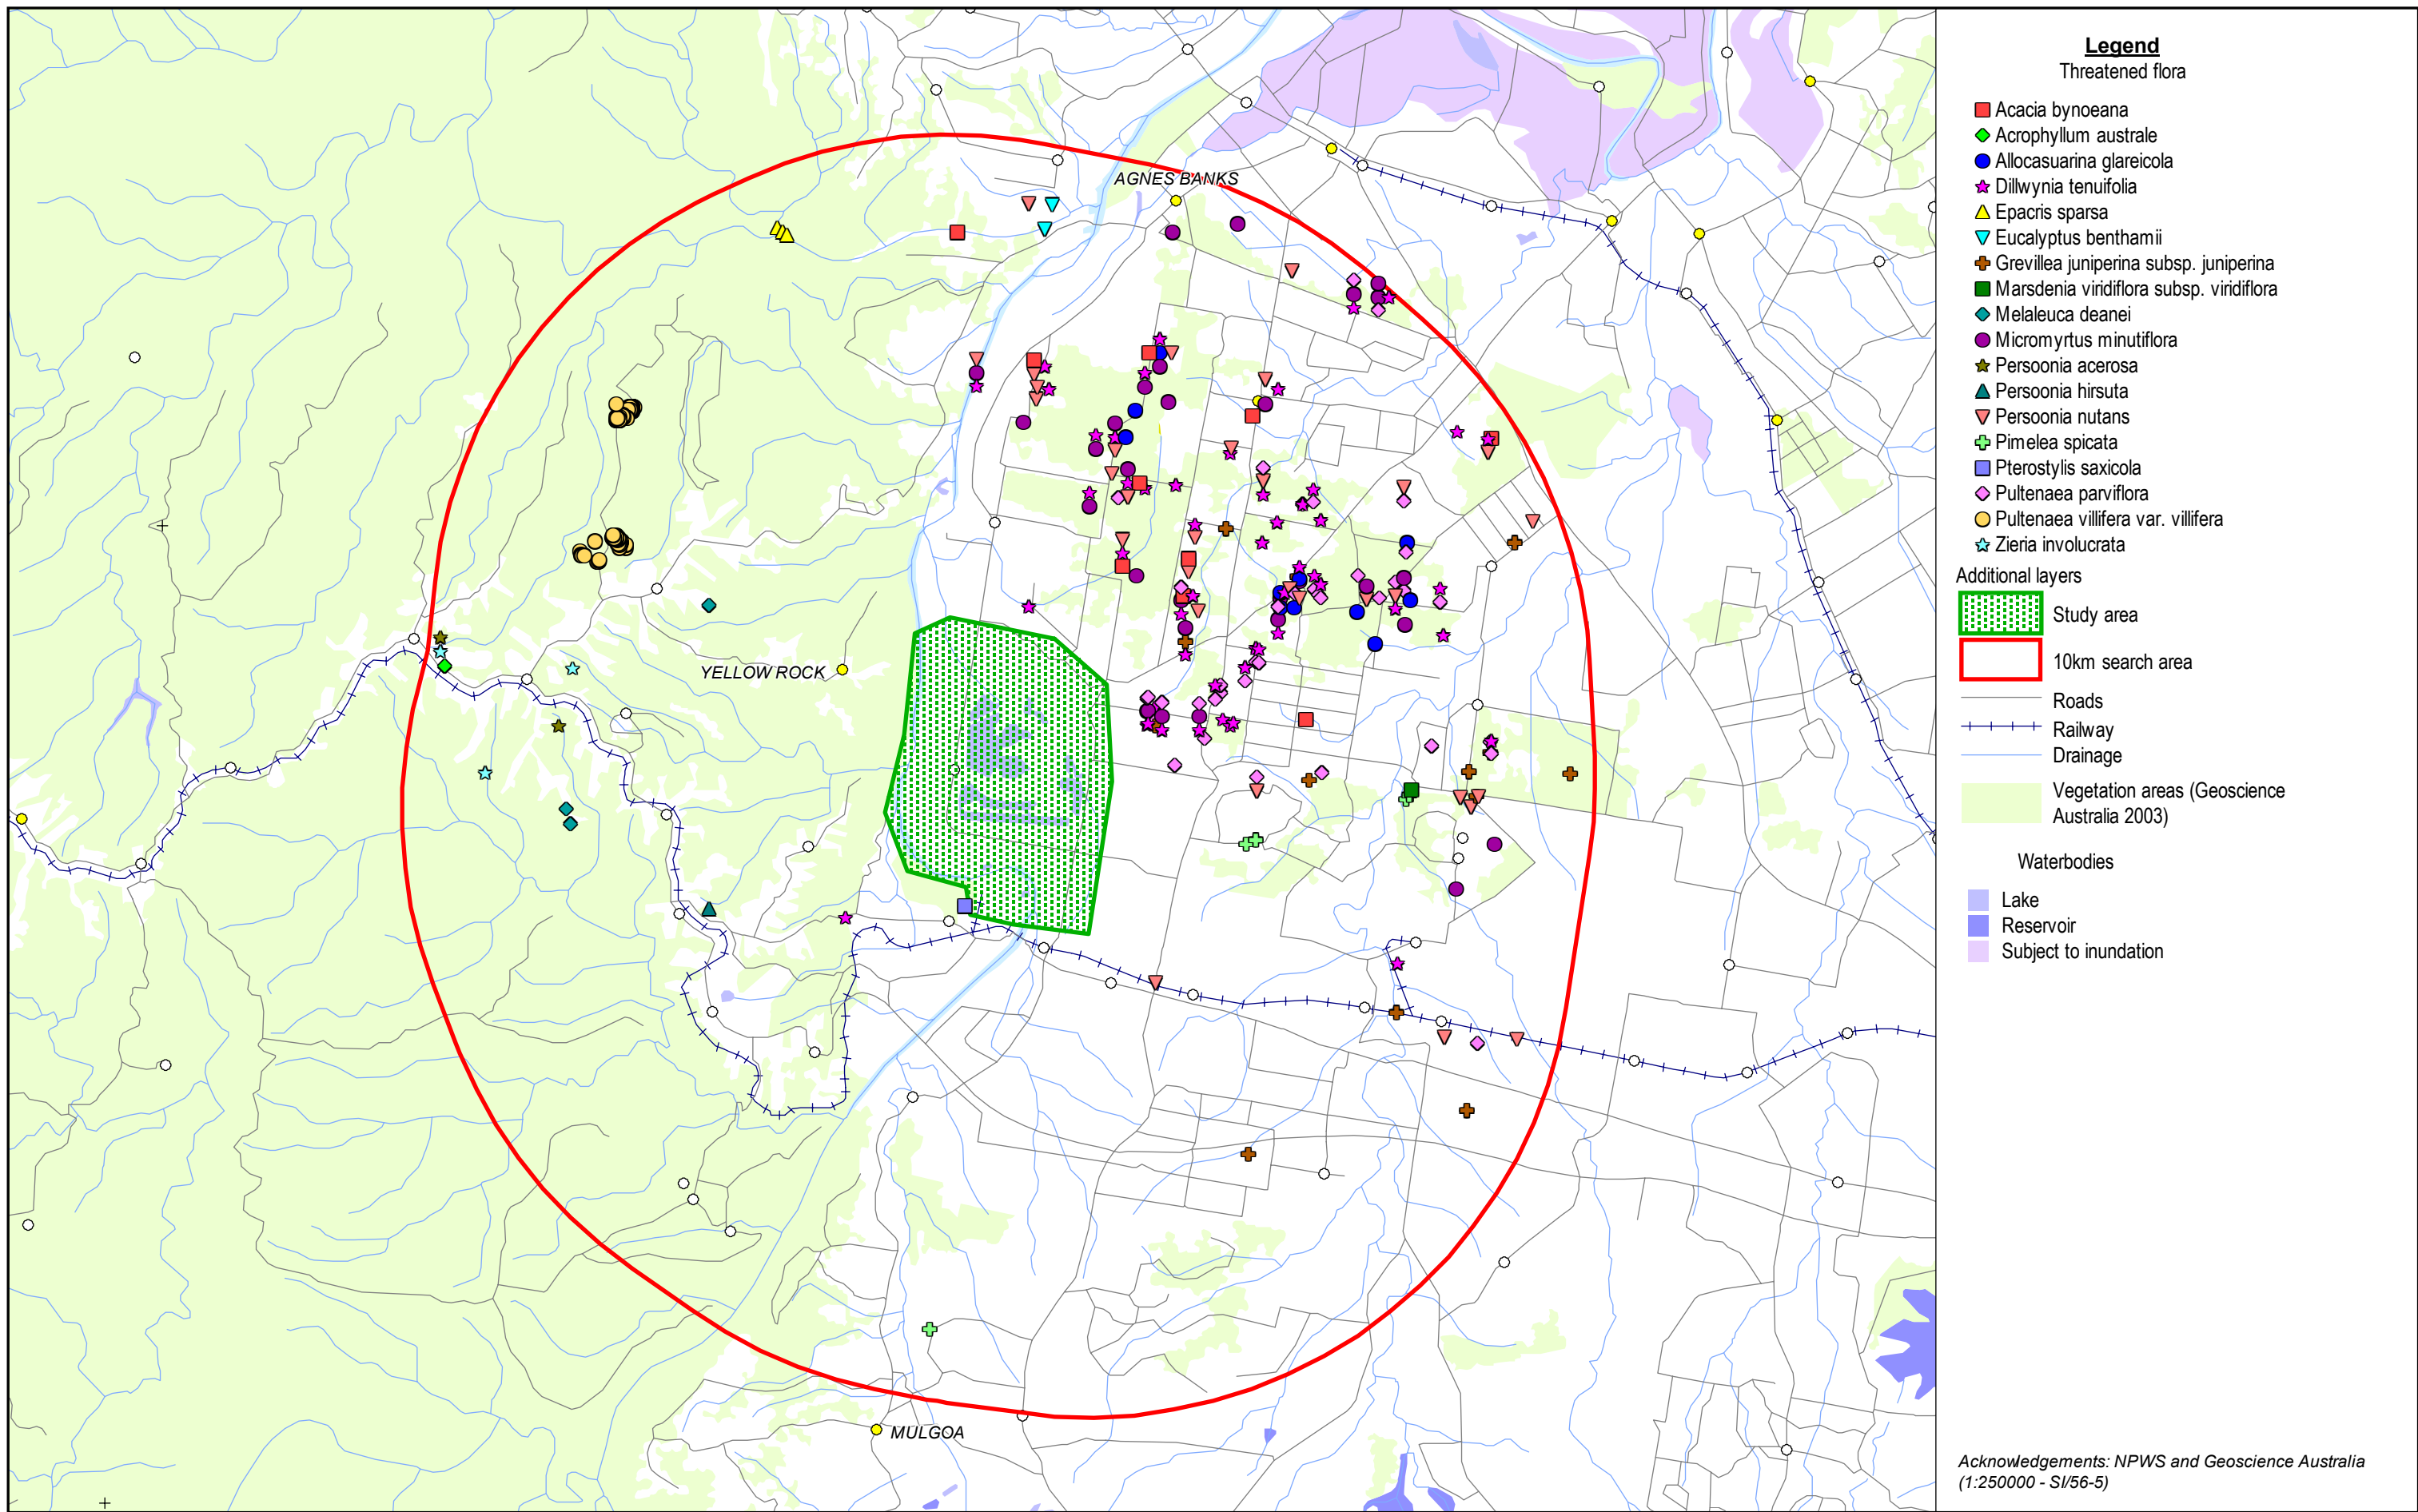 AGNES BANKS
YELLOW ROCK
MULGOA
Legend
Threatened flora
Acacia bynoeana
Acrophyllum australe
Allocasuarina glareicola
Dillwynia tenuifolia
Epacris sparsa
Eucalyptus benthamii
Grevillea juniperina subsp. juniperina
Marsdenia viridiflora subsp. viridiflora
Melaleuca deanei
Micromyrtus minutiflora
Persoonia acerosa
Persoonia hirsuta
Persoonia nutans
Pimelea spicata
Pterostylis saxicola
Pultenaea parviflora
Pultenaea villifera var. villifera
Zieria involucrata
Additional layers
Study area
10km search area
Roads
Railway
Drainage
Vegetation areas (Geoscience
Australia 2003)
Waterbodies
Lake
Reservoir
Subject to inundation
Acknowledgements: NPWS and Geoscience Australia
(1:250000 - SI/56-5)